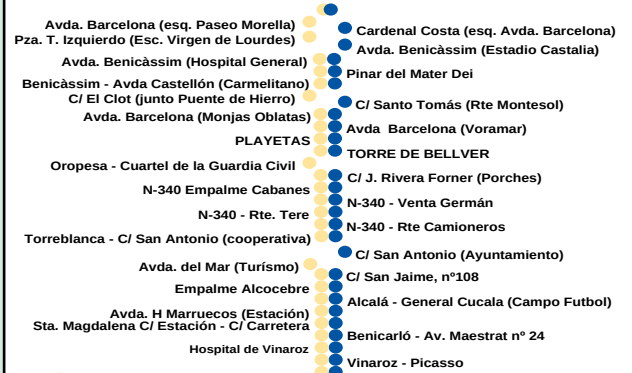 Avda. Barcelona (esq. Paseo Morella)
Cardenal Costa (esq. Avda. Barcelona)
Pza. T. Izquierdo (Esc. Virgen de Lourdes)
Avda. Benicàssim (Estadio Castalia)
Avda. Benicàssim (Hospital General)
Pinar del Mater Dei
Benicàssim - Avda Castellón (Carmelitano)
C/ El Clot (junto Puente de Hierro)
C/ Santo Tomás (Rte Montesol)
Avda. Barcelona (Monjas Oblatas)
Avda Barcelona (Voramar)
PLAYETAS
TORRE DE BELLVER
Oropesa - Cuartel de la Guardia Civil
C/ J. Rivera Forner (Porches)
N-340 Empalme Cabanes
N-340 - Venta Germán
N-340 - Rte. Tere
N-340 - Rte Camioneros
Torreblanca - C/ San Antonio (cooperativa)
C/ San Antonio (Ayuntamiento)
Avda. del Mar (Turísmo)
C/ San Jaime, nº108
Empalme Alcocebre
Alcalá - General Cucala (Campo Futbol)
Avda. H Marruecos (Estación)
Sta. Magdalena C/ Estación - C/ Carretera
Benicarló - Av. Maestrat nº 24
Hospital de Vinaroz
Vinaroz - Picasso